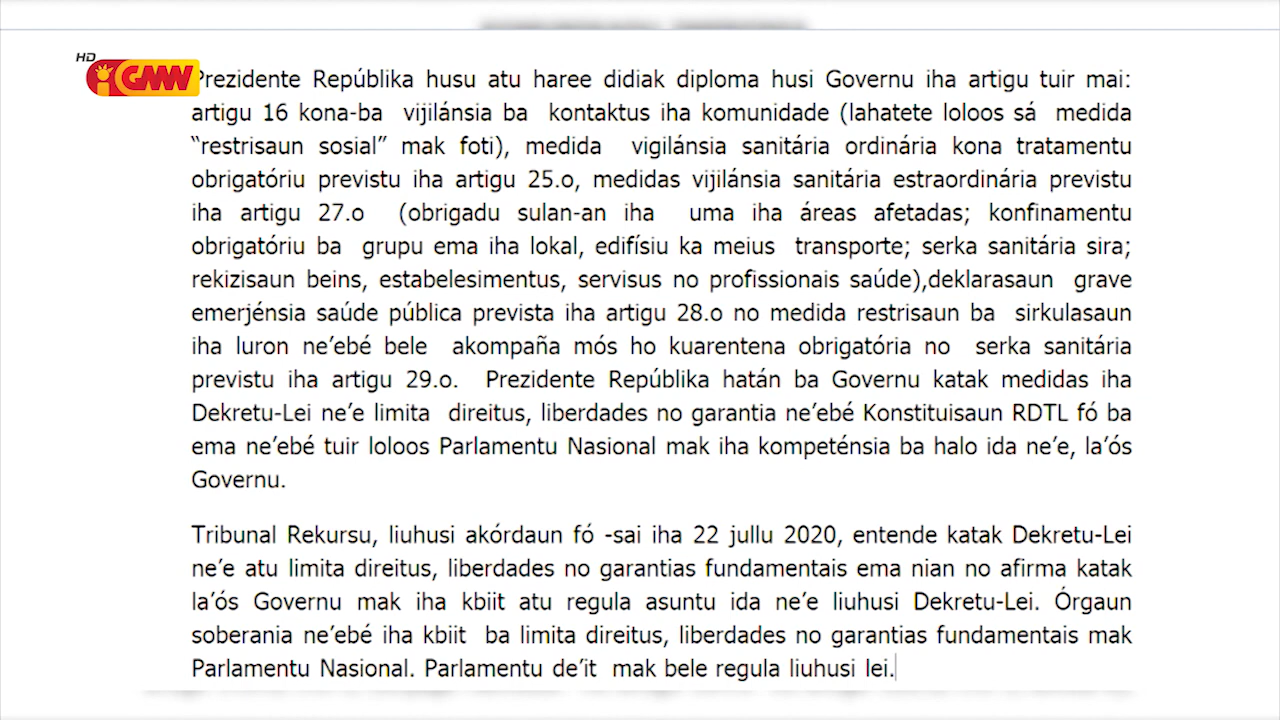 HD
GMN
Prezidente Repúblika husu atu haree didiak diploma husi Governu iha artigu tuir mai:
artigu 16 kona-ba vijilánsia ba kontaktus iha komunidade (lahatete loloos sá medida
“restrisaun sosial” mak foti), medida vigilánsia sanitária ordinária kona tratamentu
obrigatóriu previstu iha artigu 25.o, medidas vijilánsia sanitária estraordinária previstu
iha artigu 27.o (obrigadu sulan-an iha uma iha áreas afetadas; konfinamentu
obrigatóriu ba grupu ema iha lokal, edifísiu ka meius transporte; serka sanitária sira;
rekizisaun beins, estabelesimentus, servisus no profissionais saúde),deklarasaun grave
emerjénsia saúde pública prevista iha artigu 28.o no medida restrisaun ba sirkulasaun
iha luron ne’ebé bele akompaña mós ho kuarentena obrigatória no serka sanitária
previstu iha artigu 29.o. Prezidente Repúblika hatán ba Governu katak medidas iha
Dekretu-Lei ne’e limita direitus, liberdades no garantia ne’ebé Konstituisaun RDTL fó ba
ema ne’ebé tuir loloos Parlamentu Nasional mak iha kompeténsia ba halo ida ne’e, la’ós
Governu.
Tribunal Rekursu, liuhusi akórdaun fó -sai iha 22 jullu 2020, entende katak Dekretu-Lei
ne’e atu limita direitus, liberdades no garantias fundamentais ema nian no afirma katak
la’ós Governu mak iha kbiit atu regula asuntu ida ne’e liuhusi Dekretu-Lei. Órgaun
soberania ne’ebé iha kbiit ba limita direitus, liberdades no garantias fundamentais mak
Parlamentu Nasional. Parlamentu de’it mak bele regula liuhusi lei.